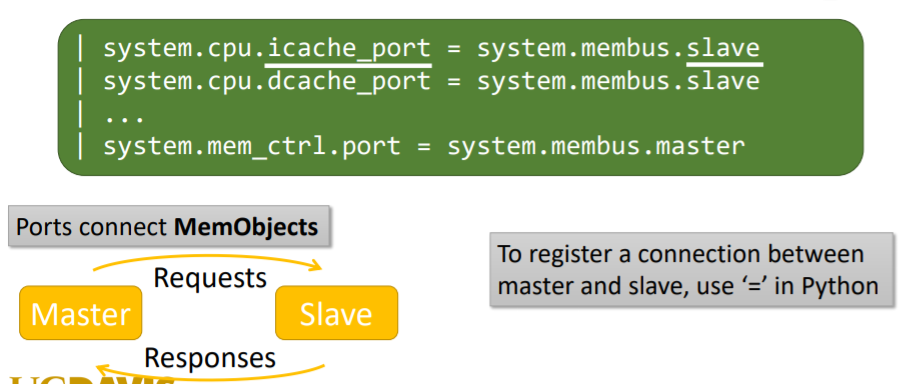 | system.cpu.icache_port = system.membus.slave
| system.cpu.dcache_port = system.membus.slave
| ...
| system.mem_ctrl.port = system.membus.master
Ports connect MemObjects
Requests
Master
Slave
Responses
To register a connection between
master and slave, use ‘=’ in Python